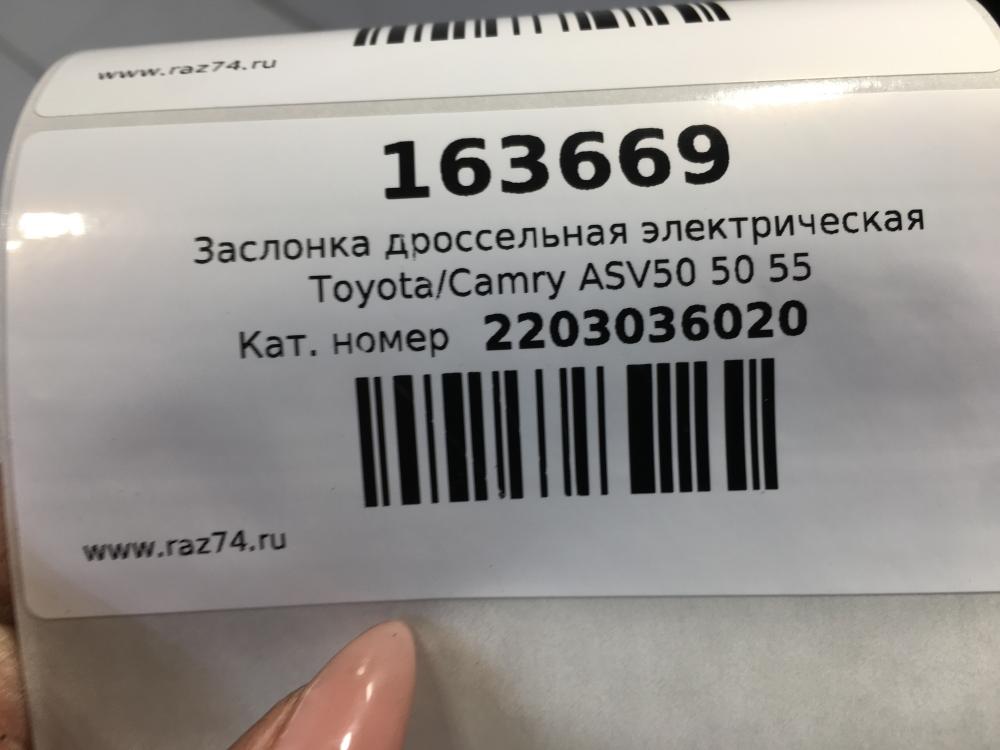 www.raz74.ru
163669
Заслонка дроссельная электрическая
Toyota/Camry ASV50 50 55
Кат. номер 2203036020
www.raz74.ru